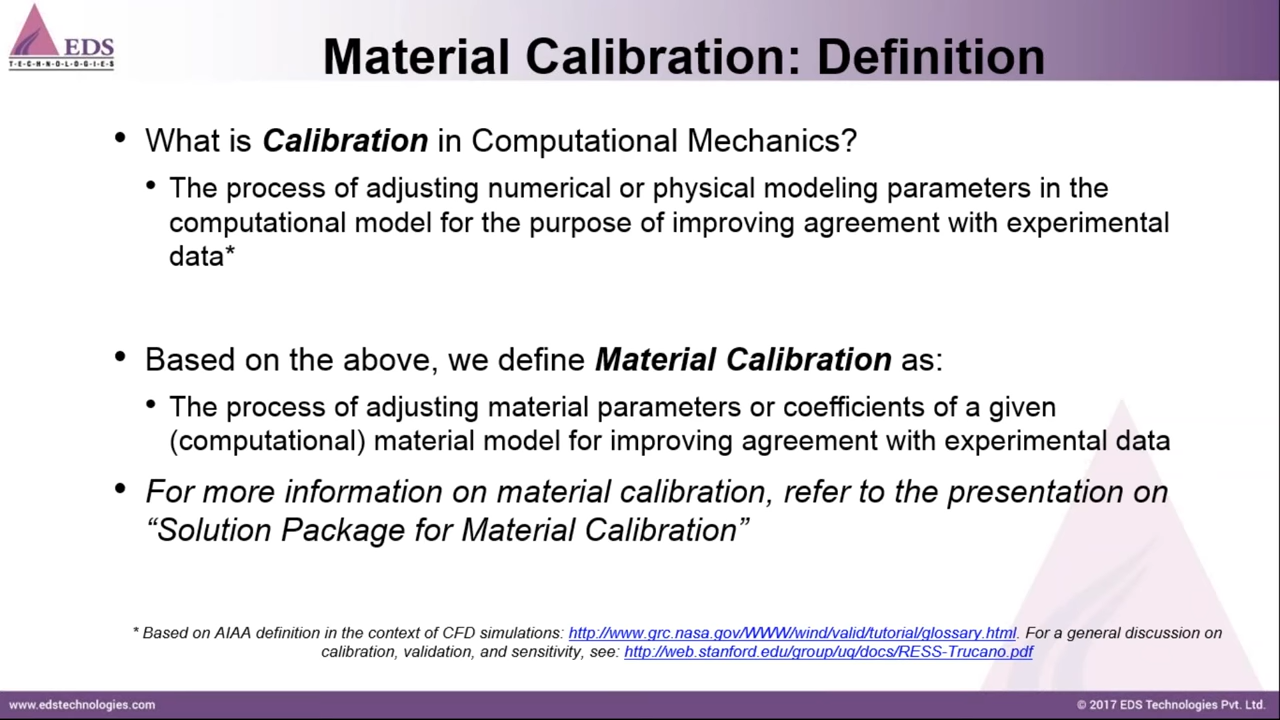 EDS
T·E·C·H·N·O·L·O·G·I·E·S
Material Calibration: Definition
• What is Calibration in Computational Mechanics?
• The process of adjusting numerical or physical modeling parameters in the
computational model for the purpose of improving agreement with experimental
data*
• Based on the above, we define Material Calibration as:
• The process of adjusting material parameters or coefficients of a given
(computational) material model for improving agreement with experimental data
• For more information on material calibration, refer to the presentation on
“Solution Package for Material Calibration”
* Based on AIAA definition in the context of CFD simulations: http://www.grc.nasa.gov/WWW/wind/valid/tutorial/glossary.html. For a general discussion on
calibration, validation, and sensitivity, see: http://web.stanford.edu/group/uq/docs/RESS-Trucano.pdf
www.edstechnologies.com
© 2017 EDS Technologies Pvt. Ltd.